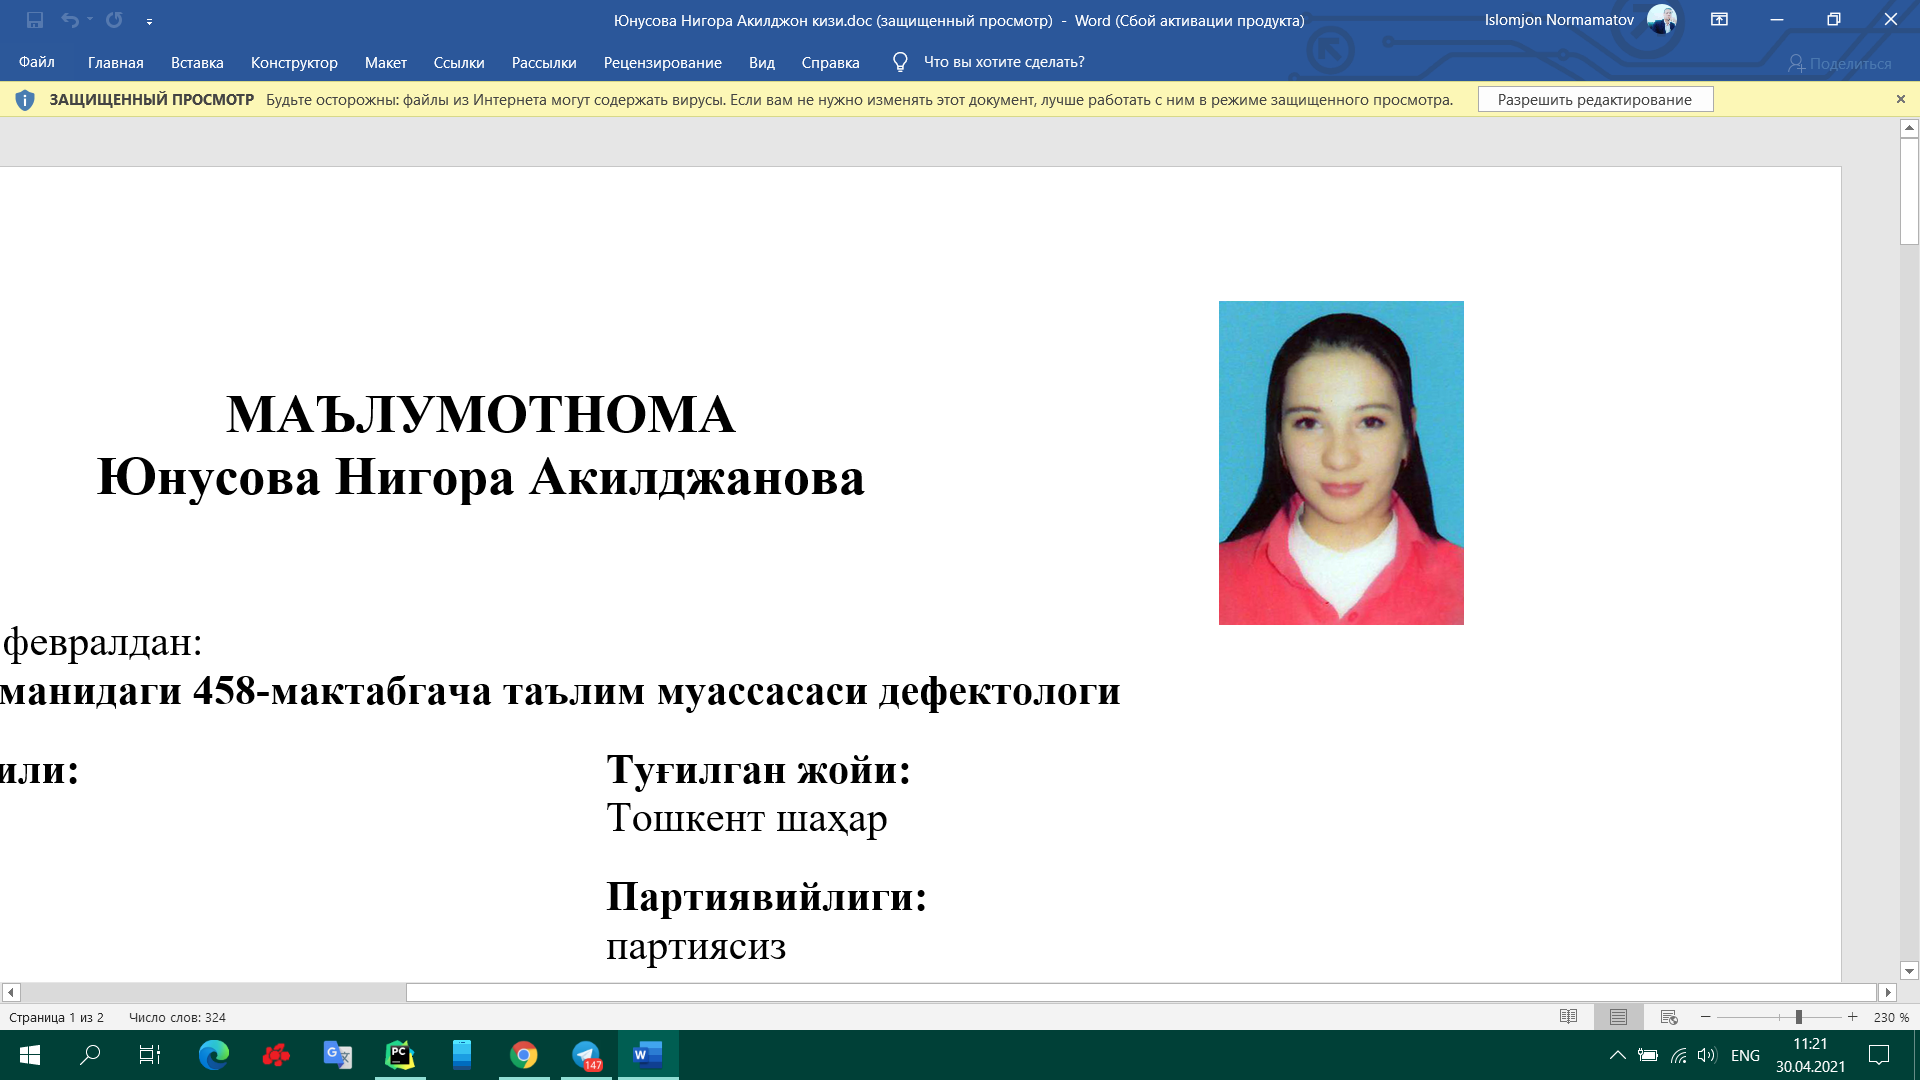 Юнусова Нигора Акилджон кизи.doc (защищенный просмотр) - Word (Сбой активации продукта)
Islomjon Normamatov
Файл Главная Вставка Конструктор Макет Ссылки Рассылки Рецензирование Вид Справка Что вы хотите сделать? Поделиться
ЗАЩИЩЕННЫЙ ПРОСМОТР Будьте осторожны: файлы из Интернета могут содержать вирусы. Если вам не нужно изменять этот документ, лучше работать с ним в режиме защищенного просмотра. Разрешить редактирование
МАЪЛУМОТНОМА
Юнусова Нигора Акилджанова
февралдан:
манидаги 458-мактабгача таълим муассасаси дефектологи
или: Туғилган жойи:
Тошкент шаҳар
Партиявийлиги:
партиясиз
Страница 1 из 2 Число слов: 324 230 %
PC 147 W ENG 11:21
30.04.2021